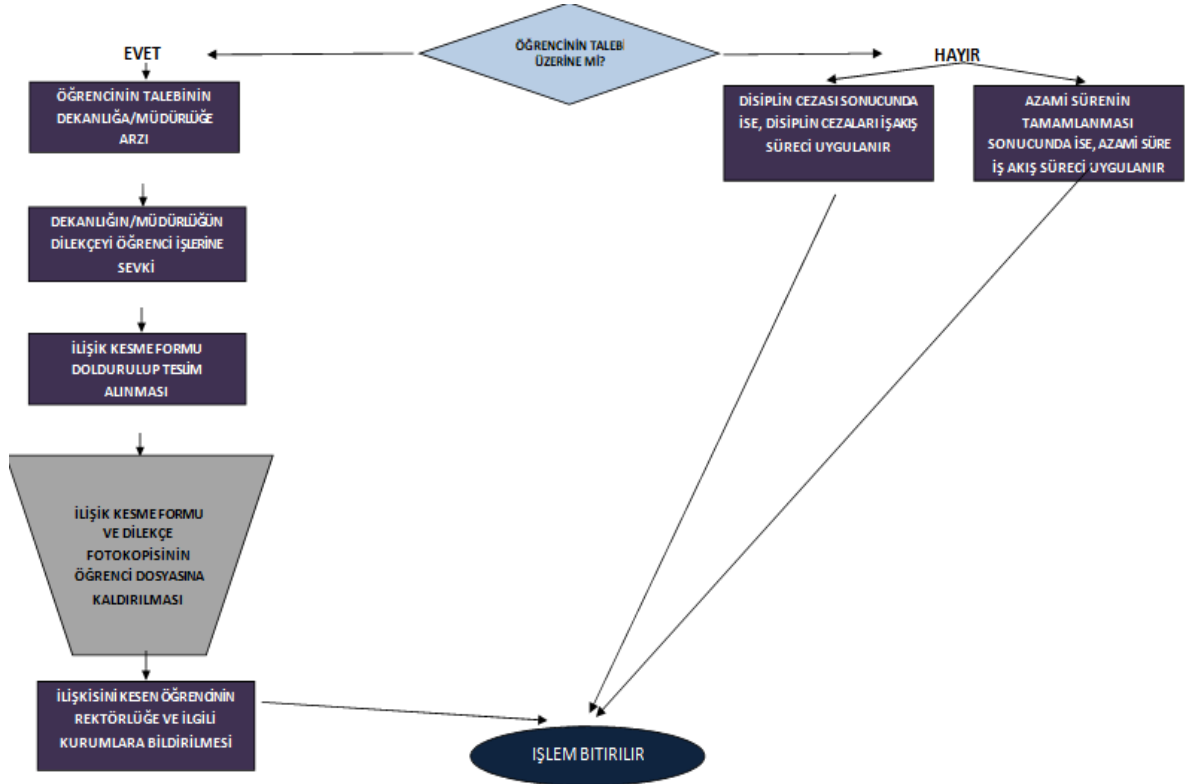 ÖĞRENCİNİN TALEBİ
ÜZERİNE Mİ?
EVET
HAYIR
ÖĞRENCİNİN TALEBİNİN
DEKANLIĞA/MÜDÜRLÜĞE
ARZI
DİSİPLİN CEZASI SONUCUNDA
İSE, DİSİPLİN CEZALARI İŞAKIŞ
SÜRECİ UYGULANIR
AZAMİ SÜRENİN
TAMAMLANMASI
SONUCUNDA İSE, AZAMİ SÜRE
İŞ AKIŞ SÜRECİ UYGULANIR
DEKANLIĞIN/MÜDÜRLÜĞÜN
DİLEKÇEYİ ÖĞRENCİ İŞLERİNE
SEVKİ
İLİŞİK KESME FORMU
DOLDURULUP TESLİM
ALINMASI
İLİŞİK KESME FORMU
VE DİLEKÇE
FOTOKOPİSİNİN
ÖĞRENCİ DOSYASINA
KALDIRILMASI
İLİŞKİSİNİ KESEN ÖĞRENCİNİN
REKTÖRLÜĞE VE İLGİLİ
KURUMLARA BİLDİRİLMESİ
IŞLEM BITIRILIR